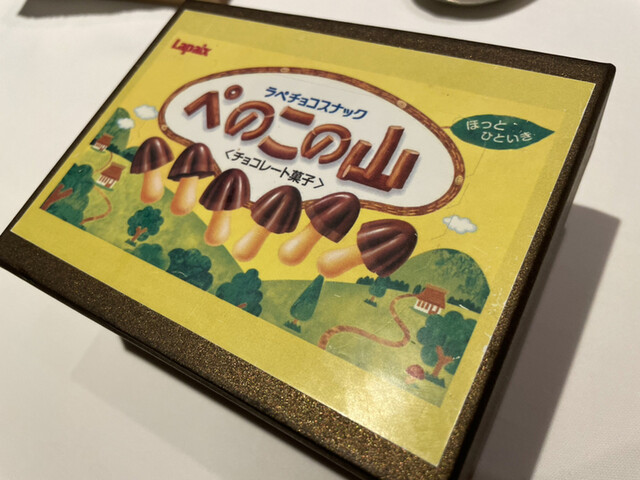 Lapaix
ラペチョコスナック
ぺのこの山
<チョコレート菓子>
ほっと・
ひといき